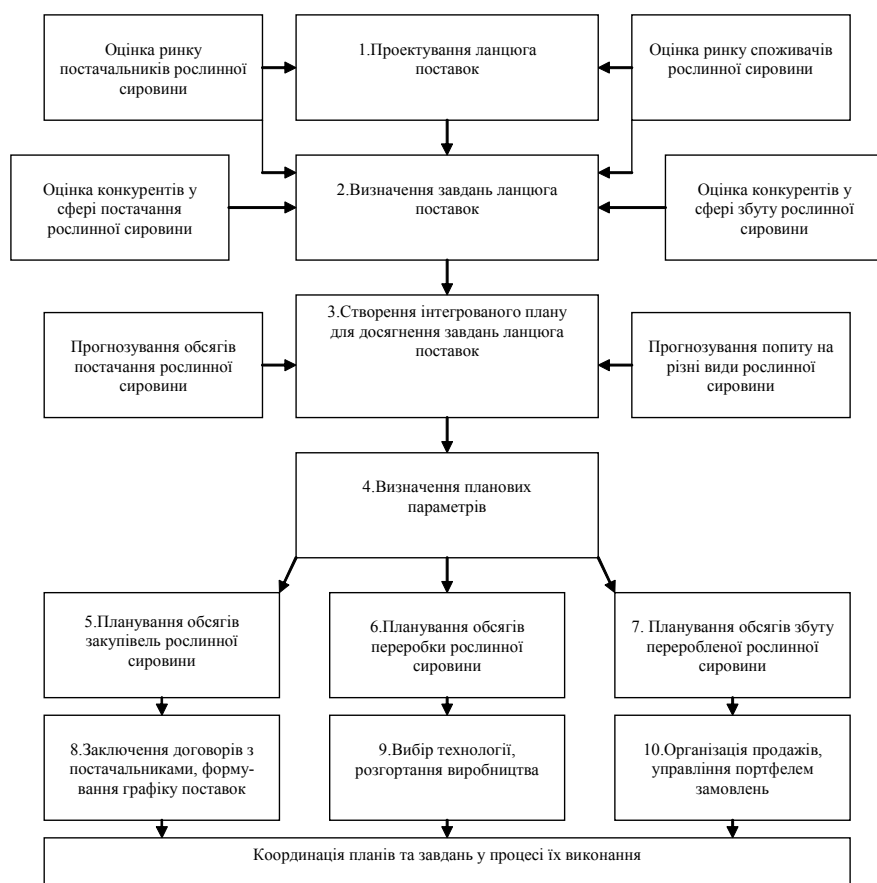 Оцінка ринку
постачальників рослинної
сировини
1.Проектування ланцюга
поставок
Оцінка ринку споживачів
рослинної сировини
Оцінка конкурентів у
сфері постачання
рослинної сировини
2.Визначення завдань ланцюга
поставок
Оцінка конкурентів у
сфері збуту рослинної
сировини
3.Створення інтегрованого плану
для досягнення завдань ланцюга
поставок
Прогнозування обсягів
постачання рослинної
сировини
Прогнозування попиту на
різні види рослинної
сировини
4.Визначення планових
параметрів
5.Планування обсягів
закупівель рослинної
сировини
6.Планування обсягів
переробки рослинної
сировини
7. Планування обсягів збуту
переробленої рослинної
сировини
8.Заключення договорів з
постачальниками, форму-
вання графіку поставок
9.Вибір технології,
розгортання виробництва
10.Організація продажів,
управління портфелем
замовлень
Координація планів та завдань у процесі їх виконання